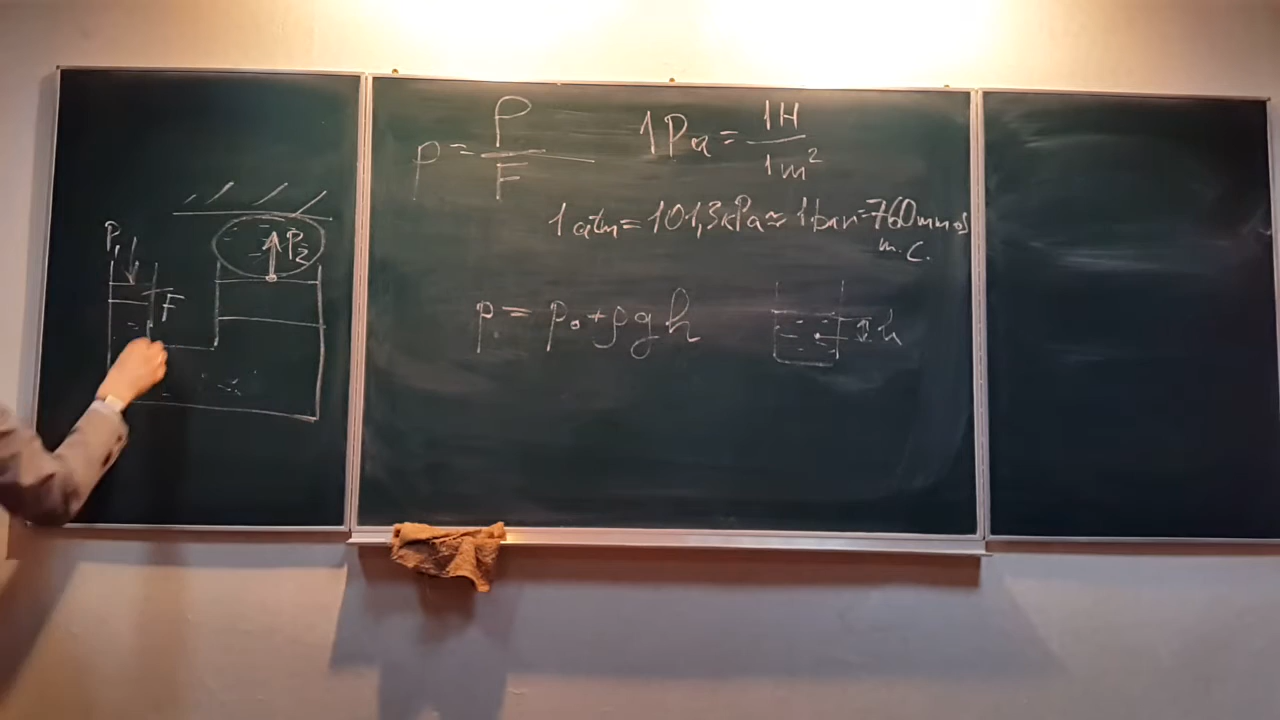 P₁
P₂
F
p = P / F
1 Pa = 1H / 1m²
1 atm = 101,3 kPa ≈ 1 bar = 760 mm
m. c.
p = p₀ + ρgh
h